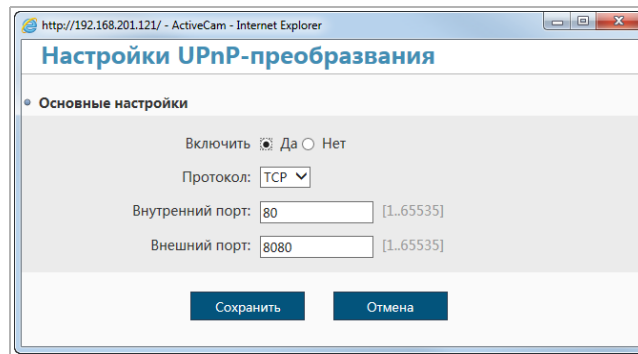 http://192.168.201.121/ - ActiveCam - Internet Explorer
Настройки UPnP-преобразвания
Основные настройки
Включить Да Нет
Протокол: TCP
Внутренний порт: 80 [1..65535]
Внешний порт: 8080 [1..65535]
Сохранить Отмена